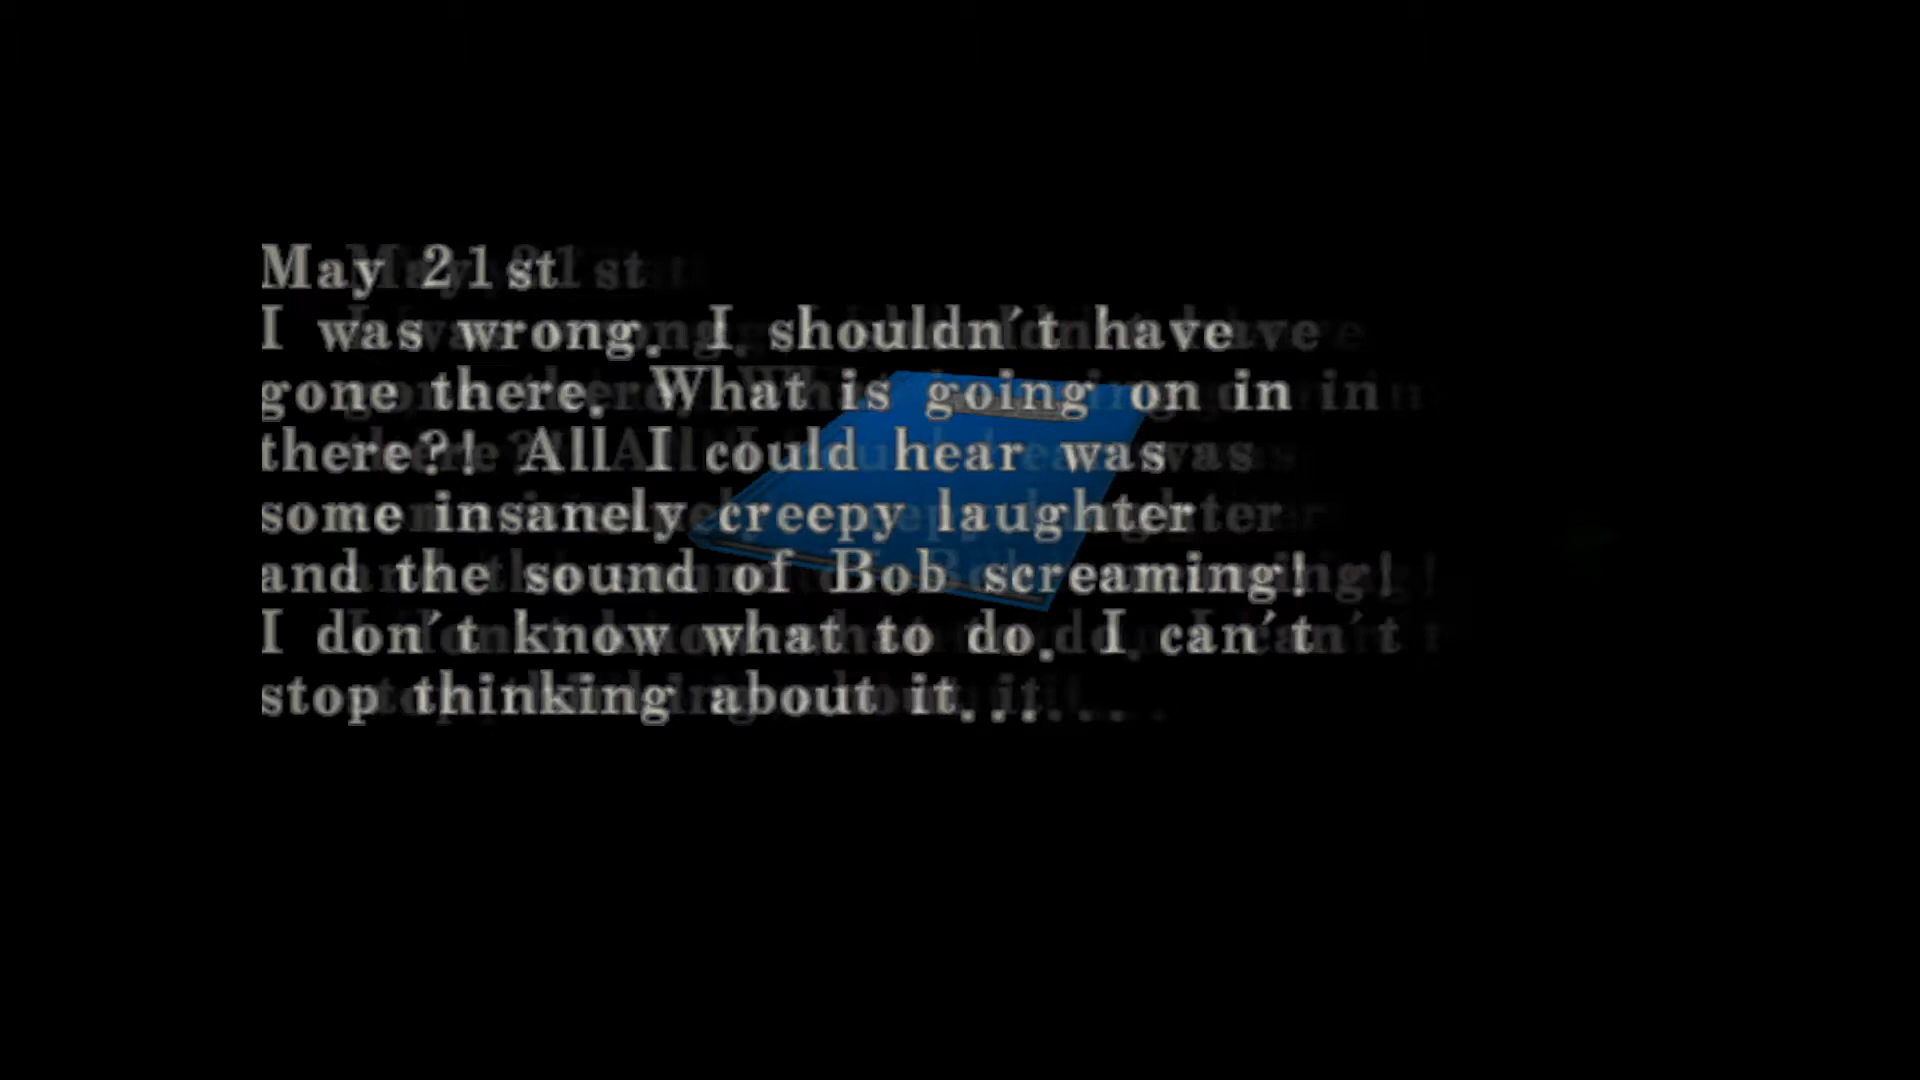 May 21st
I was wrong. I shouldn't have
gone there. What is going on in
there?! All I could hear was
some insanely creepy laughter
and the sound of Bob screaming!
I don't know what to do. I can't
stop thinking about it...